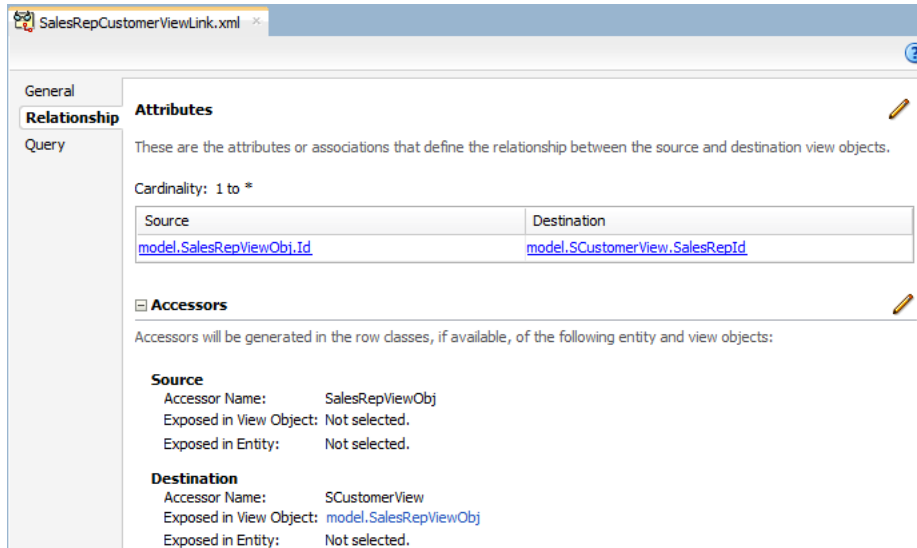 SalesRepCustomerViewLink.xml
General
Relationship
Query
Attributes
These are the attributes or associations that define the relationship between the source and destination view objects.
Cardinality: 1 to *
Source Destination
model.SalesRepViewObj.Id model.SCustomerView.SalesRepId
Accessors
Accessors will be generated in the row classes, if available, of the following entity and view objects:
Source
Accessor Name: SalesRepViewObj
Exposed in View Object: Not selected.
Exposed in Entity: Not selected.
Destination
Accessor Name: SCustomerView
Exposed in View Object: model.SalesRepViewObj
Exposed in Entity: Not selected.